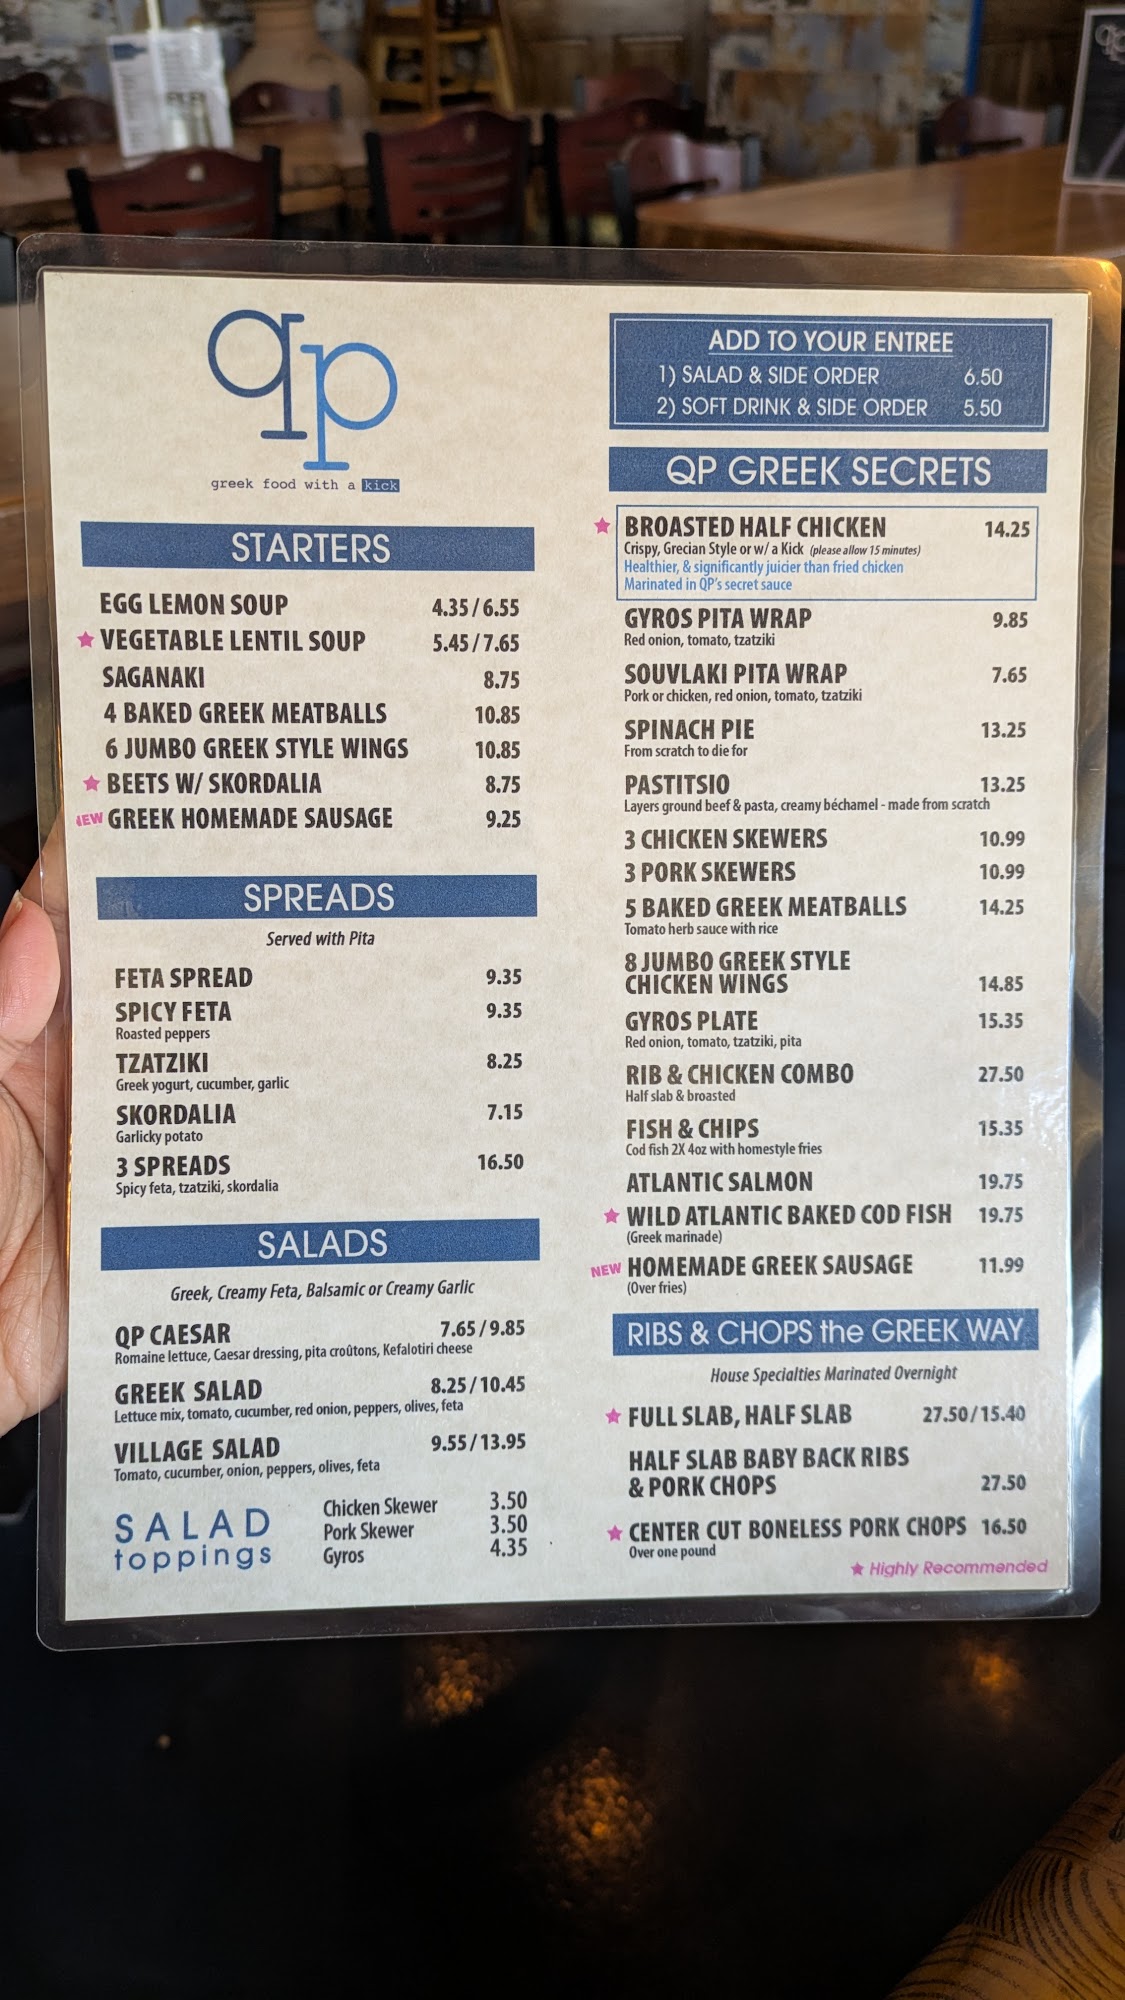 qp
greek food with a kick
STARTERS
EGG LEMON SOUP 4.35 / 6.55
★ VEGETABLE LENTIL SOUP 5.45 / 7.65
SAGANAKI 8.75
4 BAKED GREEK MEATBALLS 10.85
6 JUMBO GREEK STYLE WINGS 10.85
★ BEETS W/ SKORDALIA 8.75
NEW GREEK HOMEMADE SAUSAGE 9.25
SPREADS
Served with Pita
FETA SPREAD 9.35
SPICY FETA 9.35
Roasted peppers
TZATZIKI 8.25
Greek yogurt, cucumber, garlic
SKORDALIA 7.15
Garlicky potato
3 SPREADS 16.50
Spicy feta, tzatziki, skordalia
SALADS
Greek, Creamy Feta, Balsamic or Creamy Garlic
QP CAESAR 7.65 / 9.85
Romaine lettuce, Caesar dressing, pita croûtons, Kefalotiri cheese
GREEK SALAD 8.25 / 10.45
Lettuce mix, tomato, cucumber, red onion, peppers, olives, feta
VILLAGE SALAD 9.55 / 13.95
Tomato, cucumber, onion, peppers, olives, feta
SALAD
toppings
Chicken Skewer 3.50
Pork Skewer 3.50
Gyros 4.35
ADD TO YOUR ENTREE
1) SALAD & SIDE ORDER 6.50
2) SOFT DRINK & SIDE ORDER 5.50
QP GREEK SECRETS
★ BROASTED HALF CHICKEN 14.25
Crispy, Grecian Style or w/ a Kick (please allow 15 minutes)
Healthier, & significantly juicier than fried chicken
Marinated in QP's secret sauce
GYROS PITA WRAP 9.85
Red onion, tomato, tzatziki
SOUVLAKI PITA WRAP 7.65
Pork or chicken, red onion, tomato, tzatziki
SPINACH PIE 13.25
From scratch to die for
PASTITSIO 13.25
Layers ground beef & pasta, creamy béchamel - made from scratch
3 CHICKEN SKEWERS 10.99
3 PORK SKEWERS 10.99
5 BAKED GREEK MEATBALLS 14.25
Tomato herb sauce with rice
8 JUMBO GREEK STYLE
CHICKEN WINGS 14.85
GYROS PLATE 15.35
Red onion, tomato, tzatziki, pita
RIB & CHICKEN COMBO 27.50
Half slab & broasted
FISH & CHIPS 15.35
Cod fish 2X 4oz with homestyle fries
ATLANTIC SALMON 19.75
★ WILD ATLANTIC BAKED COD FISH 19.75
(Greek marinade)
NEW HOMEMADE GREEK SAUSAGE 11.99
(Over fries)
RIBS & CHOPS the GREEK WAY
House Specialties Marinated Overnight
★ FULL SLAB, HALF SLAB 27.50 / 15.40
HALF SLAB BABY BACK RIBS
& PORK CHOPS 27.50
★ CENTER CUT BONELESS PORK CHOPS 16.50
Over one pound
★ Highly Recommended